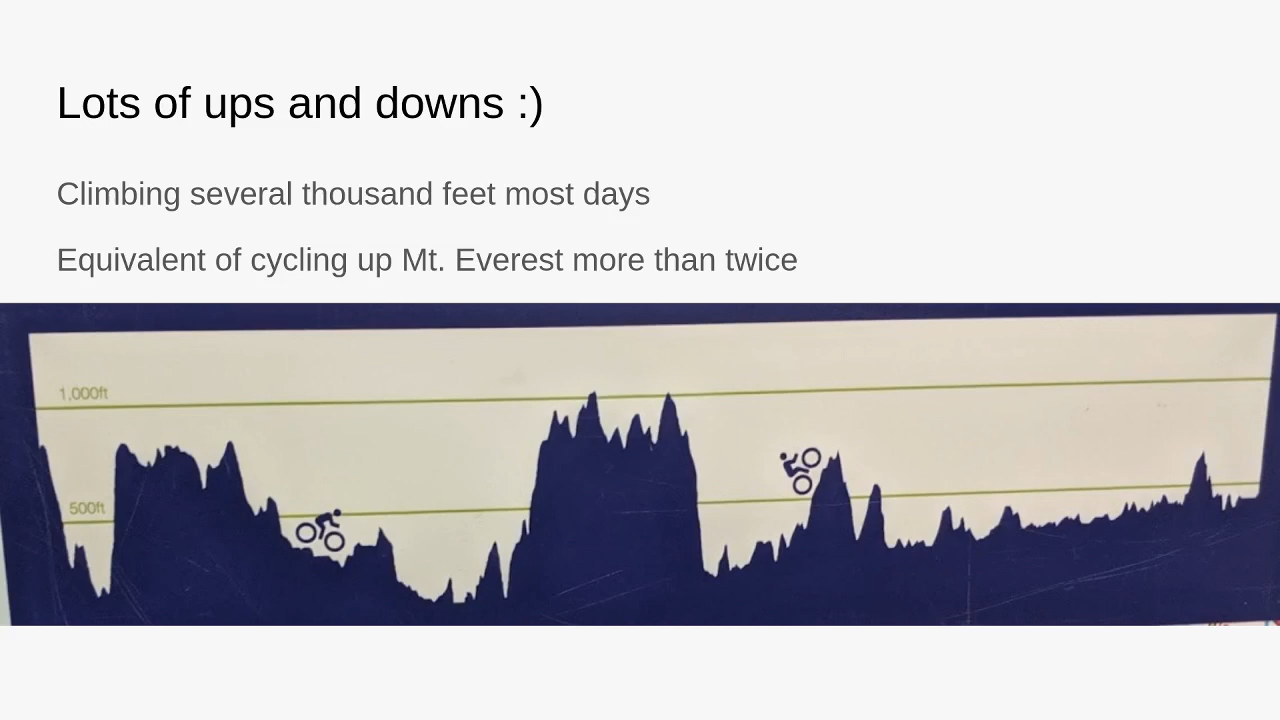 Lots of ups and downs :)
Climbing several thousand feet most days
Equivalent of cycling up Mt. Everest more than twice
1,000ft
500ft